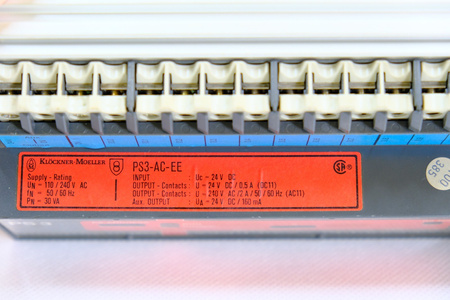 KLÖCKNER-MOELLER
PS3-AC-EE
Supply - Rating
UN - 110 / 240 V AC
fN - 50 / 60 Hz
PN - 30 VA
INPUT : Uc - 24 V DC
OUTPUT - Contacts : U - 24 V DC / 0,5 A (DC11)
OUTPUT - Contacts : U - 240 V AC / 2 A / 50 / 60 Hz (AC11)
Aux. OUTPUT : UA - 24 V DC / 160 mA
385